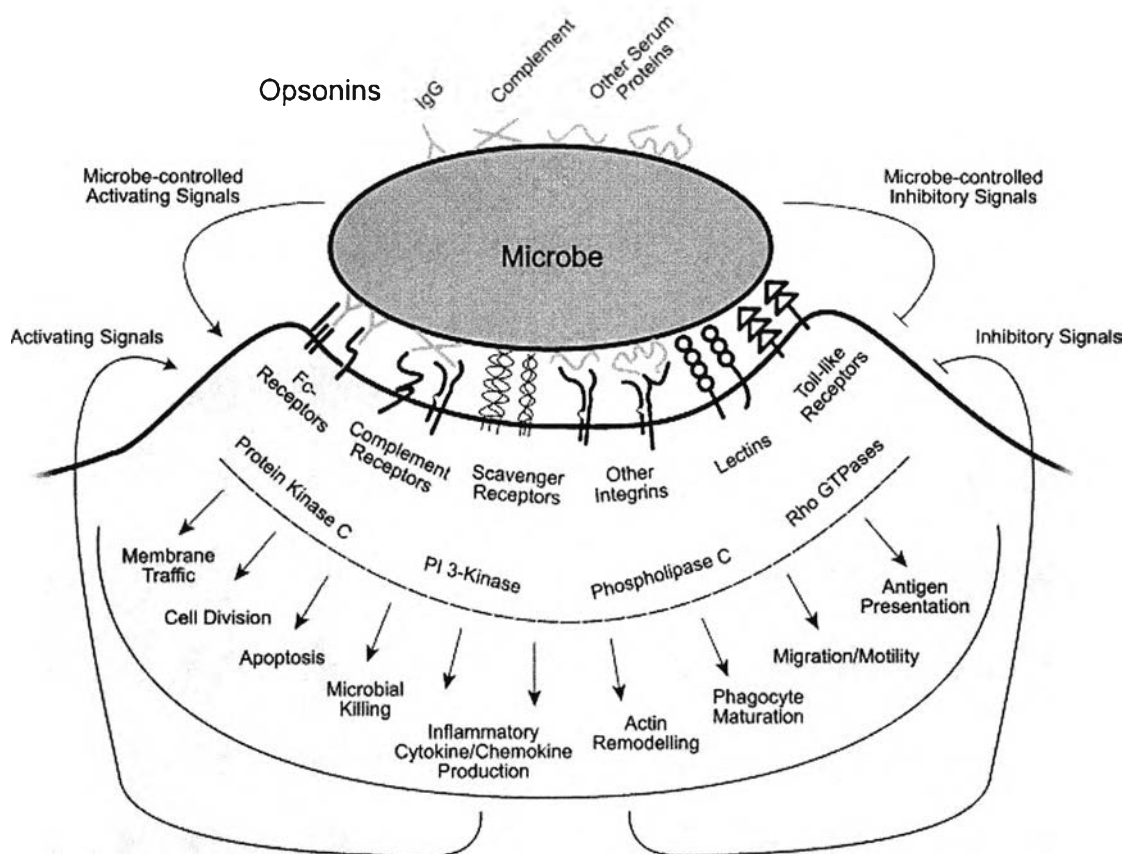 Opsonins
IgG
Complement
Other Serum
Proteins
Microbe-controlled
Activating Signals
Microbe-controlled
Inhibitory Signals
Microbe
Activating Signals
Inhibitory Signals
Fc-
Receptors
Complement
Receptors
Scavenger
Receptors
Other
Integrins
Lectins
Toll-like
Receptors
Protein Kinase C
PI 3-Kinase
Phospholipase C
Rho GTPases
Membrane
Traffic
Cell Division
Apoptosis
Microbial
Killing
Inflammatory
Cytokine/Chemokine
Production
Actin
Remodelling
Phagocyte
Maturation
Migration/Motility
Antigen
Presentation